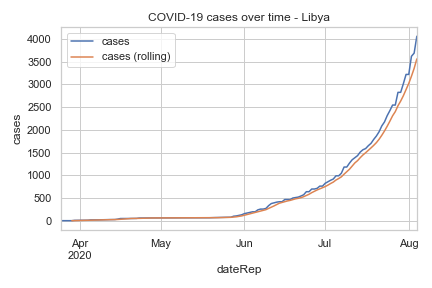 COVID-19 cases over time - Libya
cases
cases (rolling)
4000
3500
3000
2500
2000
1500
1000
500
0
cases
Apr
2020
May
Jun
Jul
Aug
dateRep